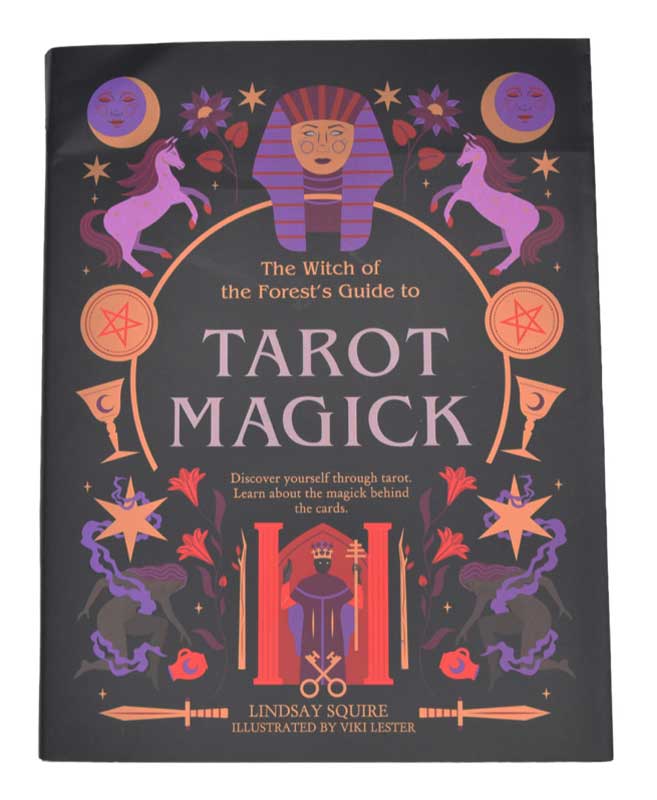 The Witch of
the Forest's Guide to
TAROT
MAGICK
Discover yourself through tarot.
Learn about the magick behind
the cards.
LINDSAY SQUIRE
ILLUSTRATED BY VIKI LESTER